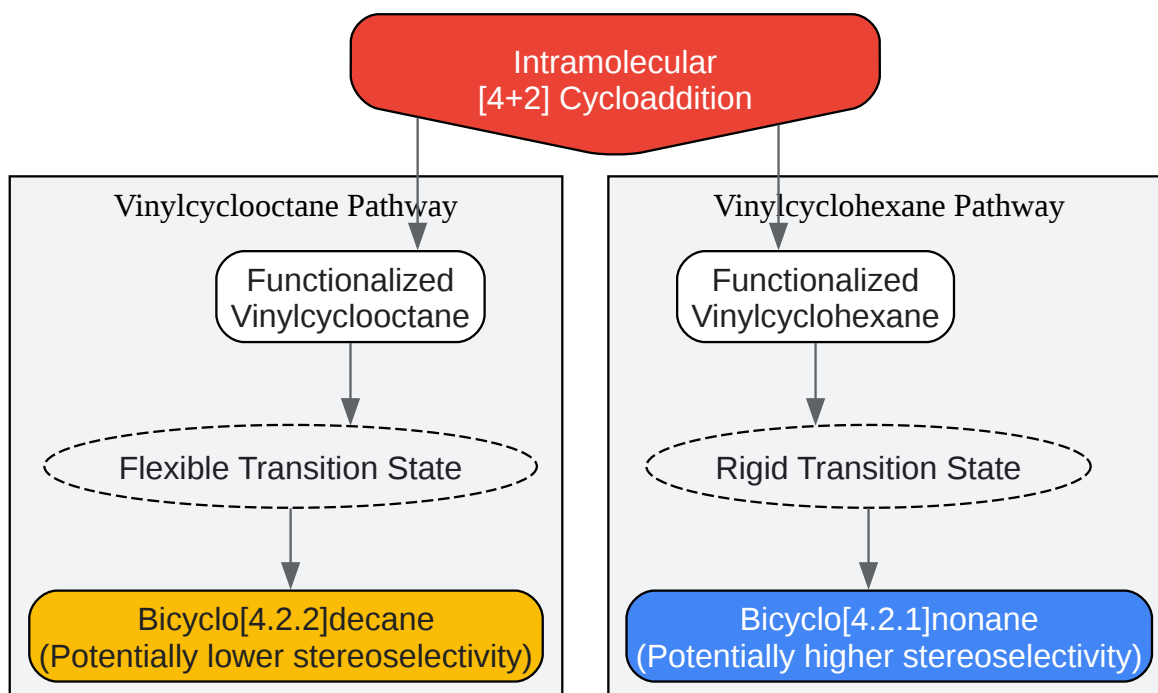 Intramolecular
[4+2] Cycloaddition
Vinylcyclooctane Pathway
Functionalized
Vinylcyclooctane
Flexible Transition State
Bicyclo[4.2.2]decane
(Potentially lower stereoselectivity)
Vinylcyclohexane Pathway
Functionalized
Vinylcyclohexane
Rigid Transition State
Bicyclo[4.2.1]nonane
(Potentially higher stereoselectivity)